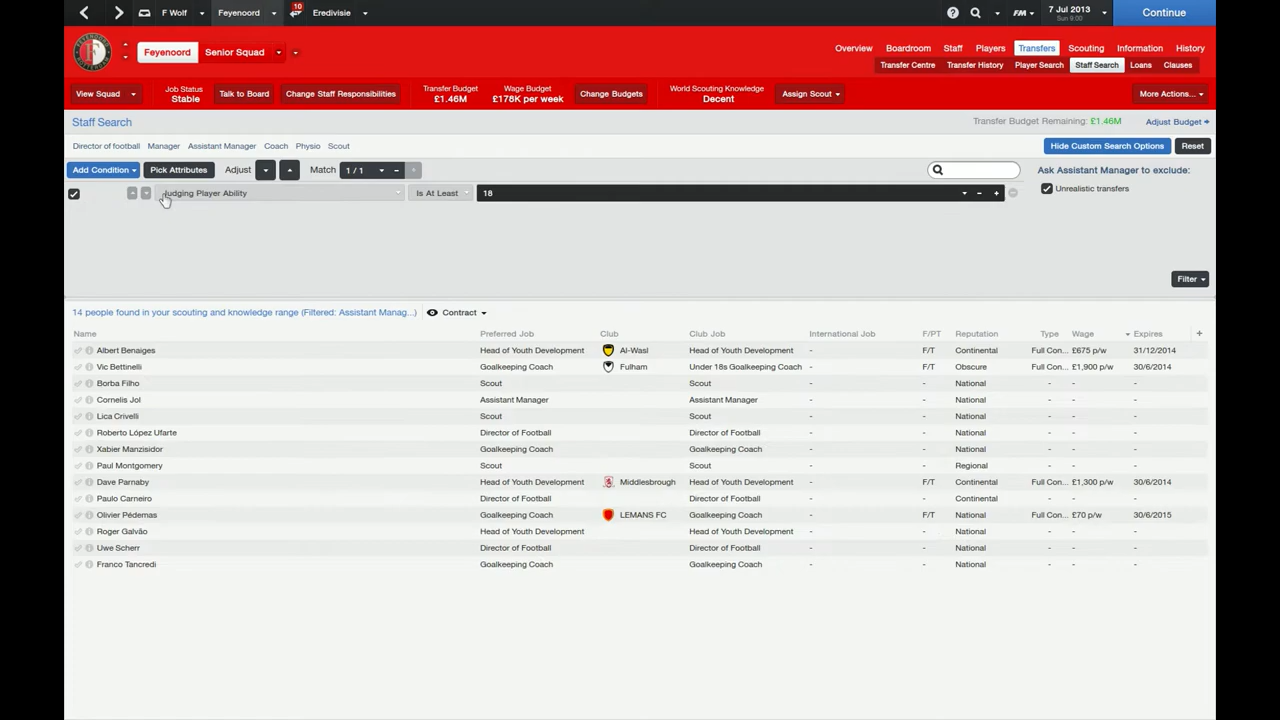 F Wolf Feyenoord 10 Eredivisie FM 7 Jul 2013 Sun 9:00 Continue
Feyenoord Senior Squad
Overview Boardroom Staff Players Transfers Scouting Information History
Transfer Centre Transfer History Player Search Staff Search Loans Clauses
View Squad Job Status Stable Talk to Board Change Staff Responsibilities Transfer Budget £1.46M Wage Budget £178K per week Change Budgets World Scouting Knowledge Decent Assign Scout More Actions...
Staff Search Transfer Budget Remaining: £1.46M Adjust Budget
Director of football Manager Assistant Manager Coach Physio Scout Hide Custom Search Options Reset
Add Condition Pick Attributes Adjust Match 1 / 1 Ask Assistant Manager to exclude:
Judging Player Ability Is At Least 18 Unrealistic transfers
Filter
14 people found in your scouting and knowledge range (Filtered: Assistant Manag...) Contract
Name Preferred Job Club Club Job International Job F/PT Reputation Type Wage Expires
Albert Benaiges Head of Youth Development Al-Wasl Head of Youth Development - F/T Continental Full Con... £675 p/w 31/12/2014
Vic Bettinelli Goalkeeping Coach Fulham Under 18s Goalkeeping Coach - F/T Obscure Full Con... £1,900 p/w 30/6/2014
Borba Filho Scout Scout - - National - - -
Cornelis Jol Assistant Manager Assistant Manager - - National - - -
Lica Crivelli Scout Scout - - National - - -
Roberto López Ufarte Director of Football Director of Football - - National - - -
Xabier Manzisidor Goalkeeping Coach Goalkeeping Coach - - National - - -
Paul Montgomery Scout Scout - - Regional - - -
Dave Parnaby Head of Youth Development Middlesbrough Head of Youth Development - F/T Continental Full Con... £1,300 p/w 30/6/2014
Paulo Carneiro Director of Football Director of Football - - Continental - - -
Olivier Pédemas Goalkeeping Coach LEMANS FC Goalkeeping Coach - F/T National Full Con... £70 p/w 30/6/2015
Roger Galvão Head of Youth Development Head of Youth Development - - National - - -
Uwe Scherr Director of Football Director of Football - - National - - -
Franco Tancredi Goalkeeping Coach Goalkeeping Coach - - National - - -